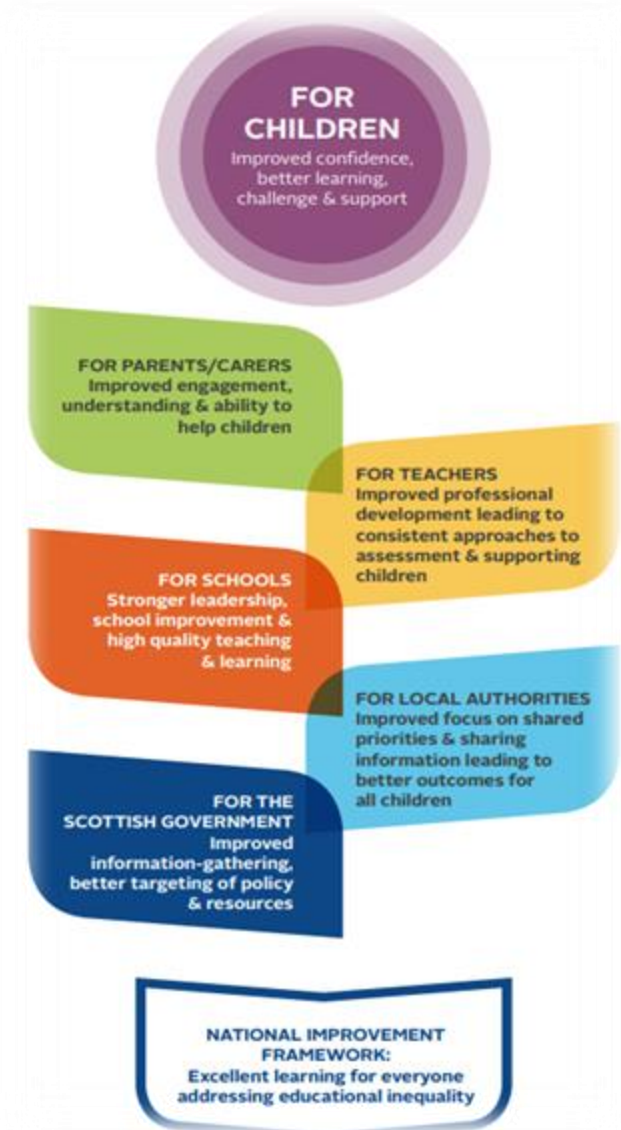 FOR
CHILDREN
Improved confidence,
better learning,
challenge & support
FOR PARENTS/CARERS
Improved engagement,
understanding & ability to
help children
FOR TEACHERS
Improved professional
development leading to
consistent approaches to
assessment & supporting
children
FOR SCHOOLS
Stronger leadership,
school improvement &
high quality teaching
& learning
FOR LOCAL AUTHORITIES
Improved focus on shared
priorities & sharing
information leading to
better outcomes for
all children
FOR THE
SCOTTISH GOVERNMENT
Improved
information-gathering,
better targeting of policy
& resources
NATIONAL IMPROVEMENT
FRAMEWORK:
Excellent learning for everyone
addressing educational inequality